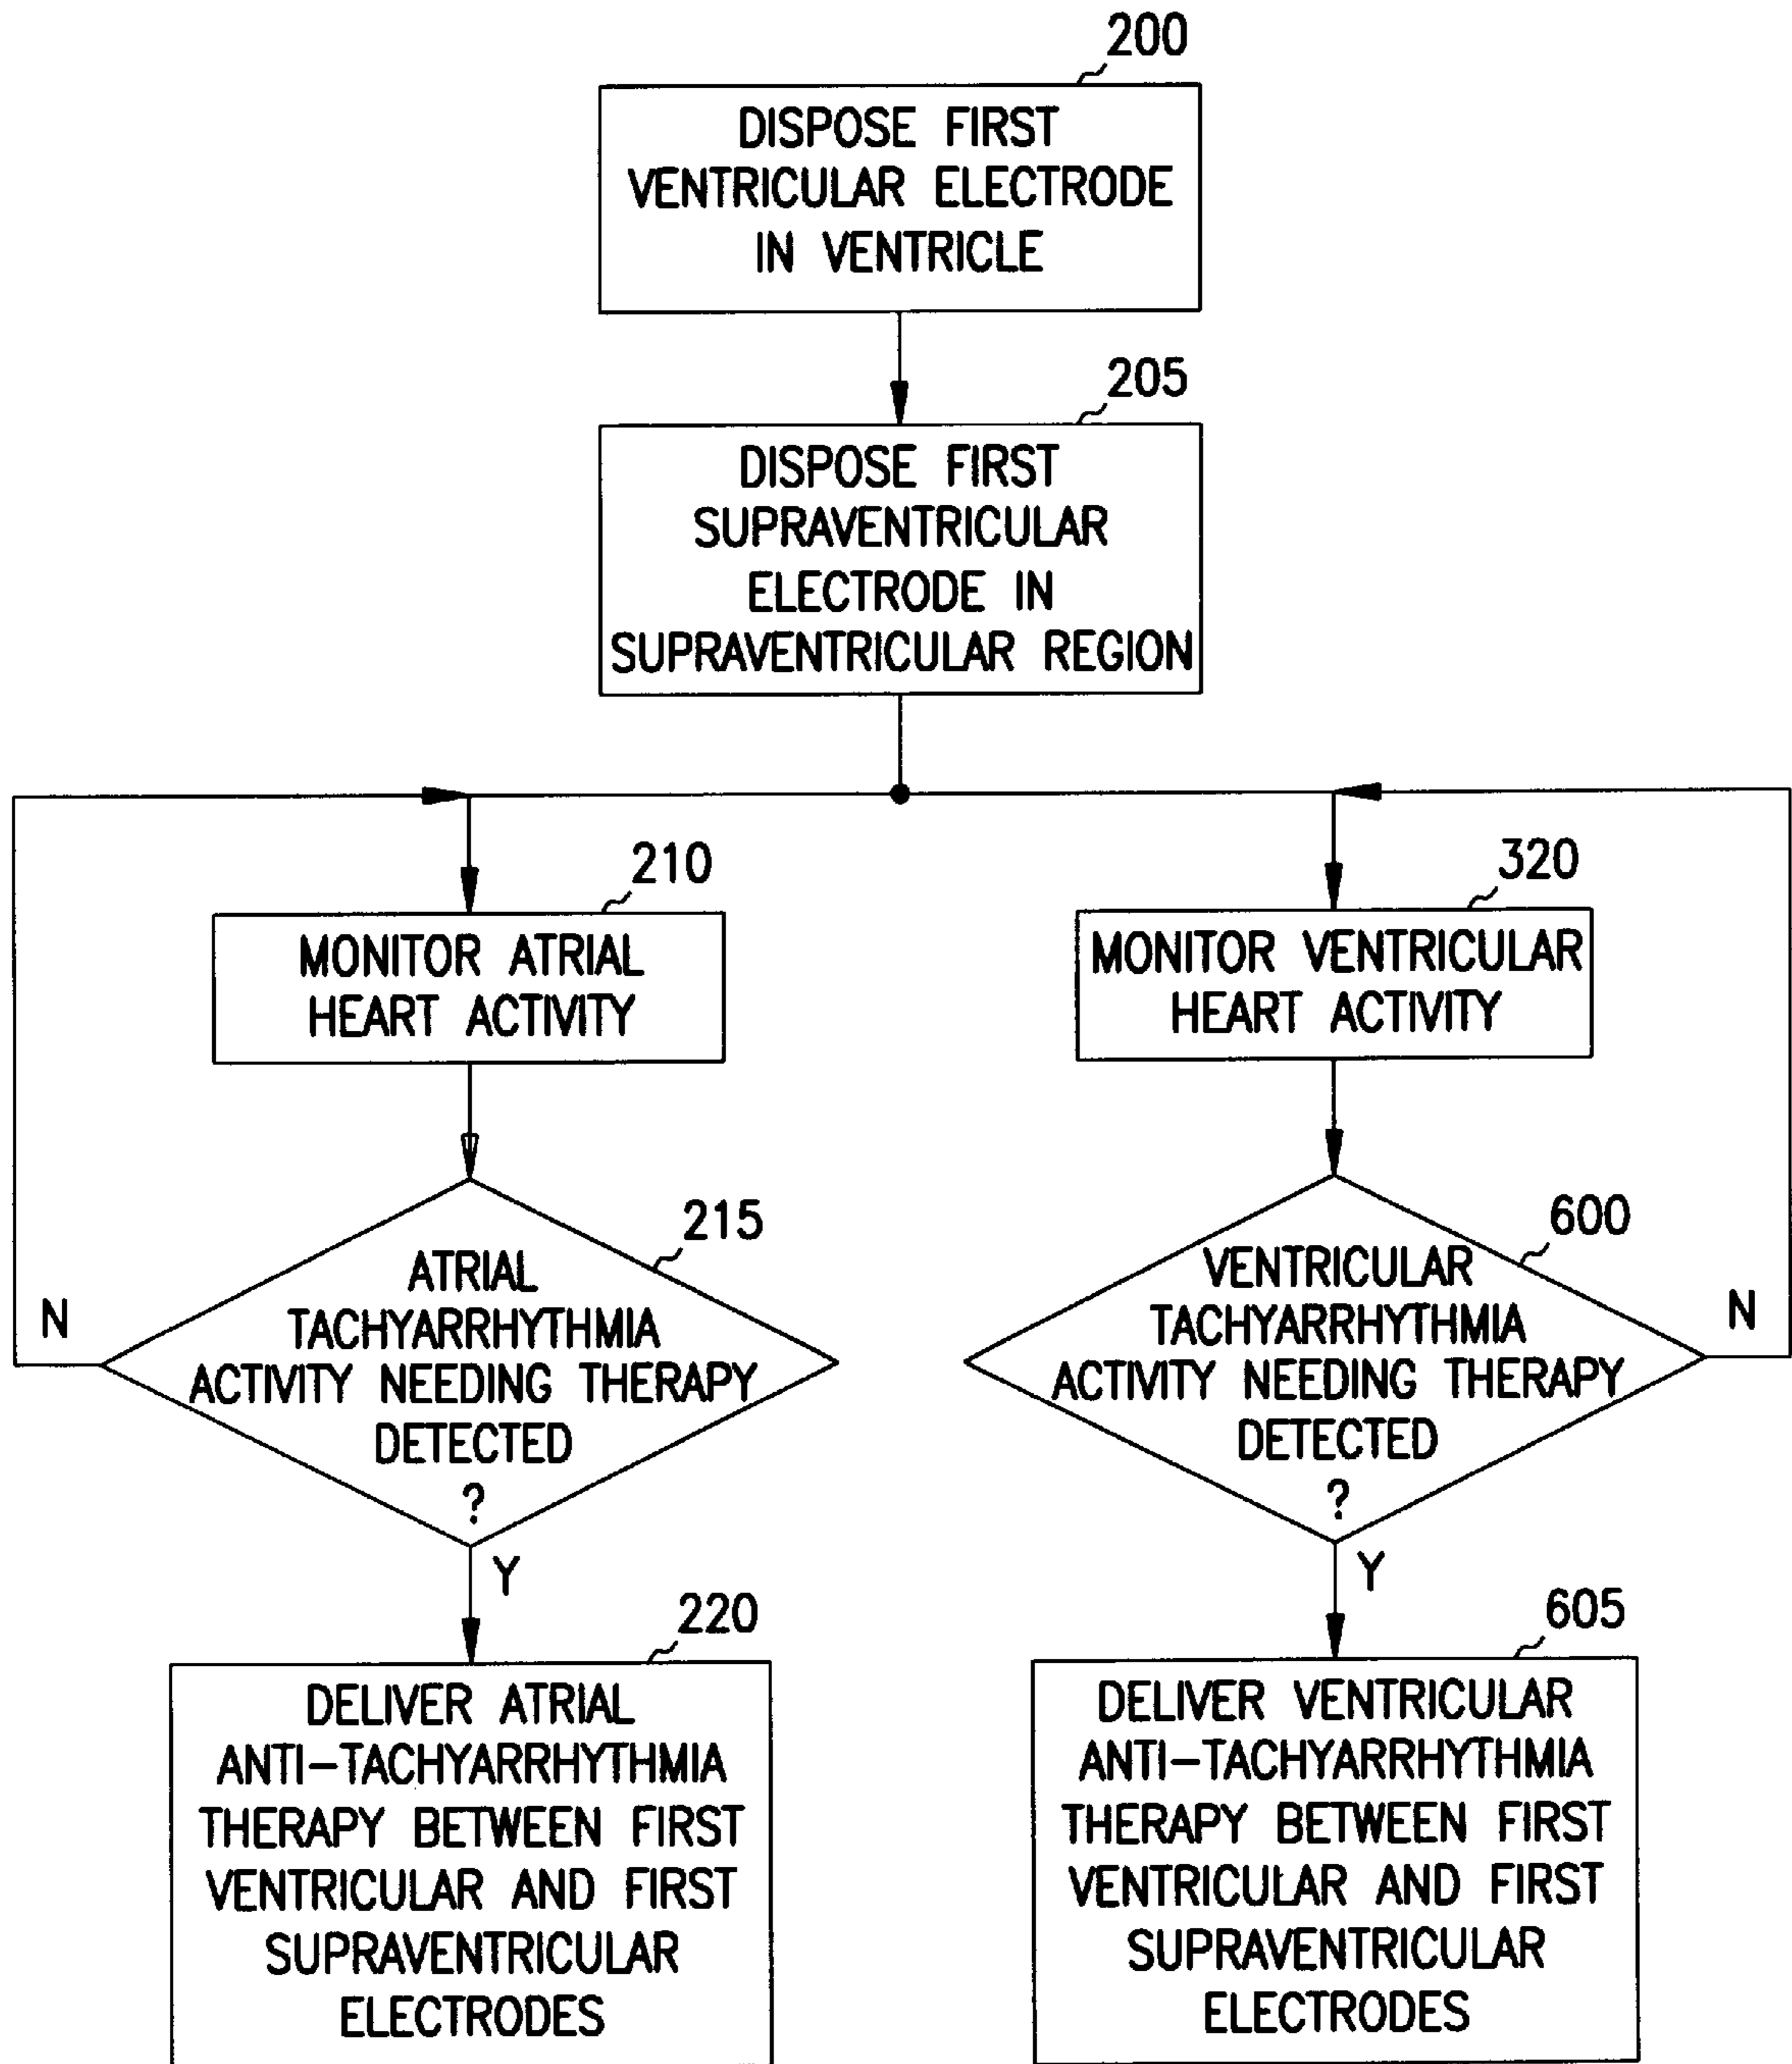 200
DISPOSE FIRST
VENTRICULAR ELECTRODE
IN VENTRICLE
205
DISPOSE FIRST
SUPRAVENTRICULAR
ELECTRODE IN
SUPRAVENTRICULAR REGION
210
MONITOR ATRIAL
HEART ACTIVITY
215
ATRIAL
TACHYARRHYTHMIA
ACTIVITY NEEDING THERAPY
DETECTED
?
N
Y
220
DELIVER ATRIAL
ANTI-TACHYARRHYTHMIA
THERAPY BETWEEN FIRST
VENTRICULAR AND FIRST
SUPRAVENTRICULAR
ELECTRODES
320
MONITOR VENTRICULAR
HEART ACTIVITY
600
VENTRICULAR
TACHYARRHYTHMIA
ACTIVITY NEEDING THERAPY
DETECTED
?
N
Y
605
DELIVER VENTRICULAR
ANTI-TACHYARRHYTHMIA
THERAPY BETWEEN FIRST
VENTRICULAR AND FIRST
SUPRAVENTRICULAR
ELECTRODES